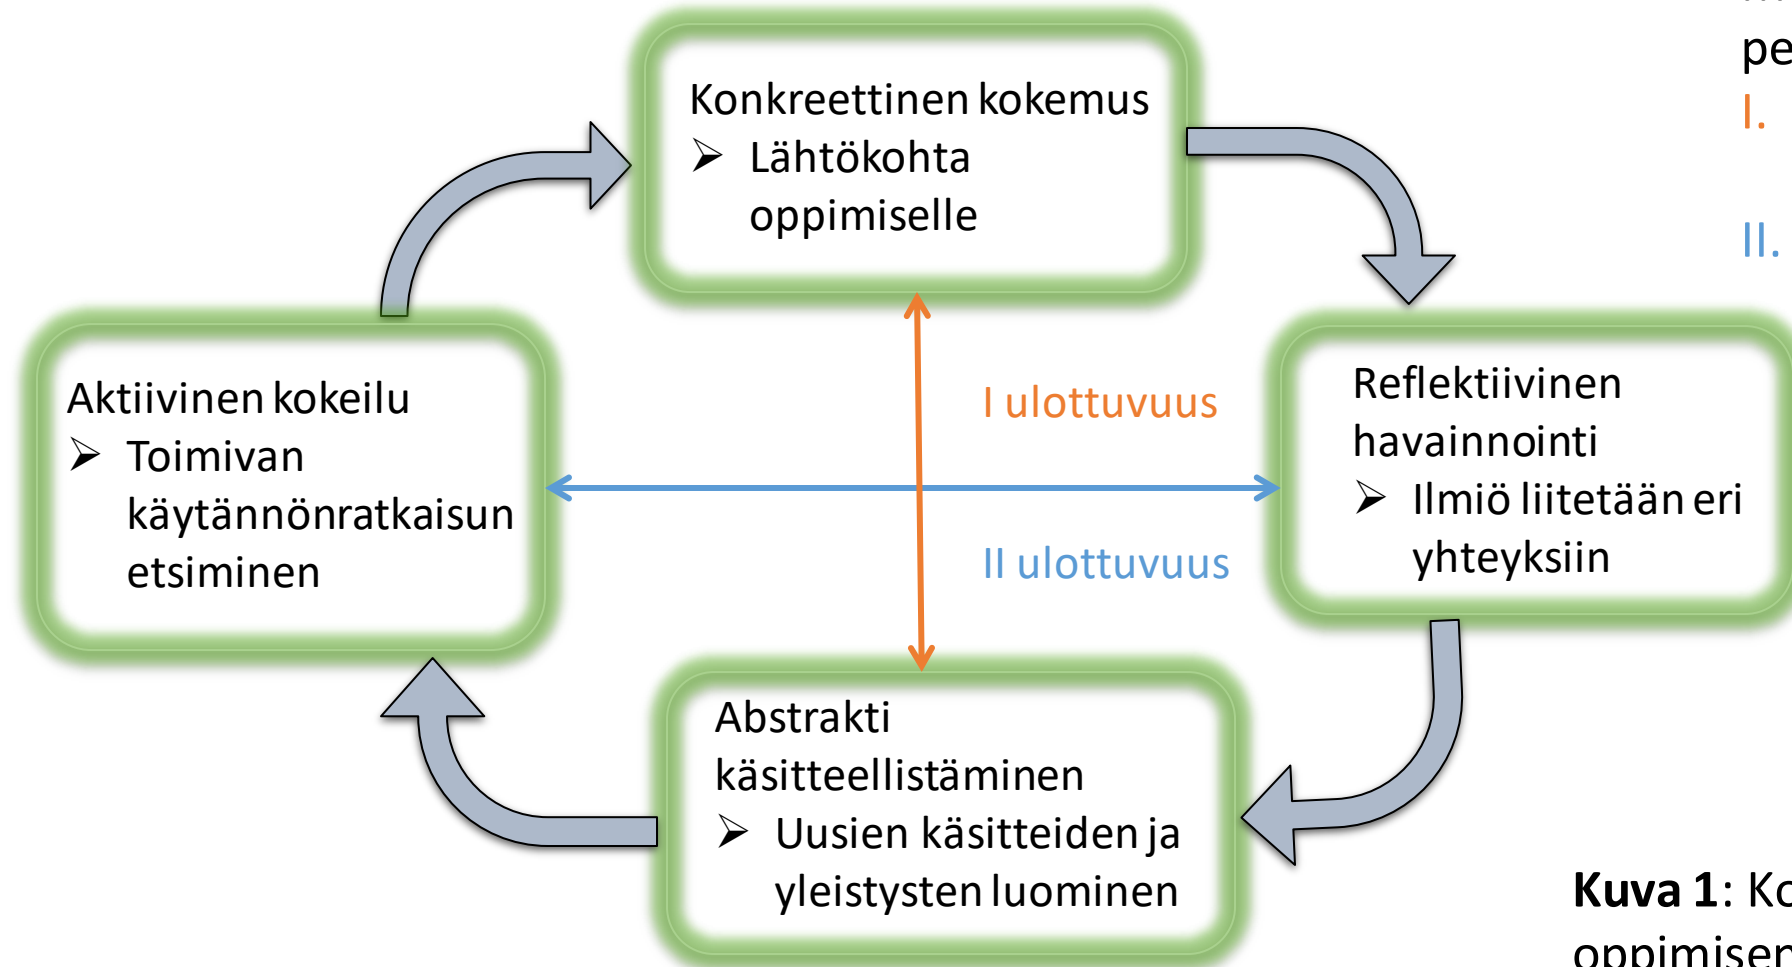 pe
I.
II.
Konkreettinen kokemus
➢ Lähtökohta
oppimiselle
Aktiivinen kokeilu
➢ Toimivan
käytännönratkaisun
etsiminen
I ulottuvuus
II ulottuvuus
Reflektiivinen
havainnointi
➢ Ilmiö liitetään eri
yhteyksiin
Abstrakti
käsitteellistäminen
➢ Uusien käsitteiden ja
yleistysten luominen
Kuva 1: Ko
oppimisen